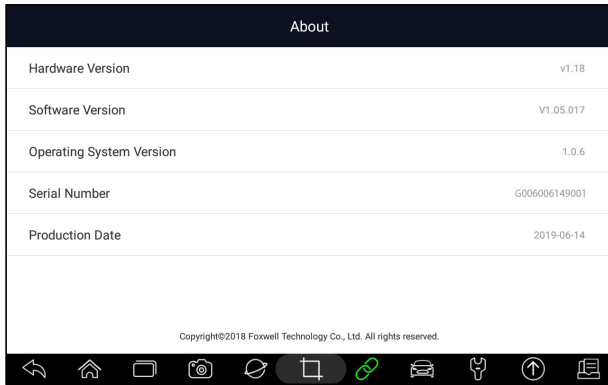 About
Hardware Version v1.18
Software Version V1.05.017
Operating System Version 1.0.6
Serial Number G006006149001
Production Date 2019-06-14
Copyright©2018 Foxwell Technology Co., Ltd. All rights reserved.